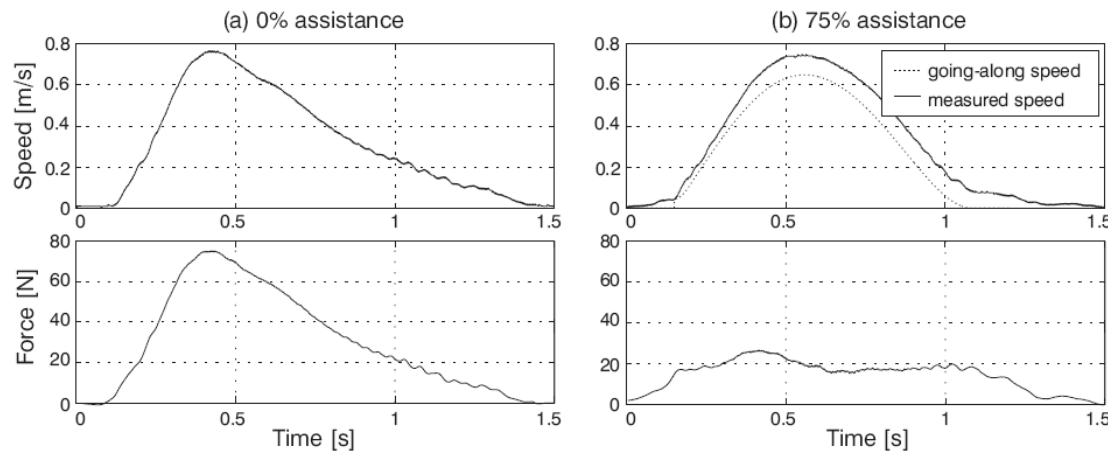 (a) 0% assistance
(b) 75% assistance
Speed [m/s]
0.8
0.6
0.4
0.2
0
0 0.5 1 1.5
0.8
0.6
0.4
0.2
0
0 0.5 1 1.5
going-along speed
measured speed
Force [N]
80
60
40
20
0
0 0.5 1 1.5
Time [s]
80
60
40
20
0
0 0.5 1 1.5
Time [s]